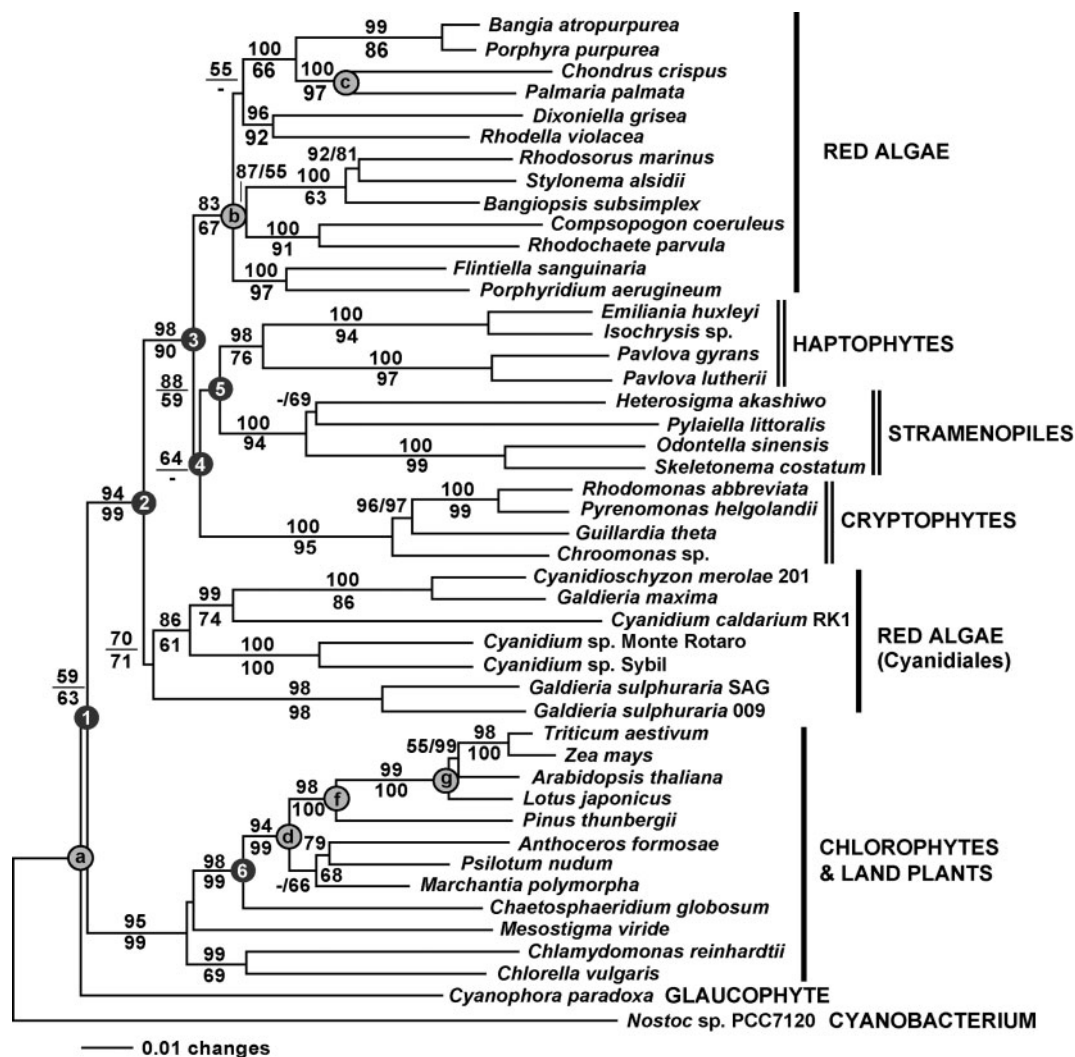 99
Bangia atropurpurea
100
86
Porphyra purpurea
55
66
100
Chondrus crispus
-
c
97
Palmaria palmata
96
Dixoniella grisea
92
Rhodella violacea
RED ALGAE
92/81
Rhodosorus marinus
87/55
100
Stylonema alsidii
83
63
Bangiopsis subsimplex
b
67
100
Compsopogon coeruleus
91
Rhodochaete parvula
100
Flintiella sanguinaria
97
Porphyridium aerugineum
100
Emiliania huxleyi
98
98
94
Isochrysis sp.
3
HAPTOPHYTES
90
76
100
Pavlova gyrans
88
5
97
Pavlova lutherii
59
-/69
Heterosigma akashiwo
100
Pylaiella littoralis
94
STRAMENOPILES
100
Odontella sinensis
64
4
99
Skeletonema costatum
-
94
100
Rhodomonas abbreviata
2
96/97
99
99
Pyrenomonas helgolandii
CRYPTOPHYTES
100
Guillardia theta
95
Chroomonas sp.
100
Cyanidioschyzon merolae 201
99
86
Galdieria maxima
86
74
Cyanidium caldarium RK1
70
61
100
Cyanidium sp. Monte Rotaro
RED ALGAE
71
100
Cyanidium sp. Sybil
(Cyanidiales)
59
98
Galdieria sulphuraria SAG
63
98
Galdieria sulphuraria 009
1
98
Triticum aestivum
55/99
100
Zea mays
99
g
Arabidopsis thaliana
98
100
f
100
Lotus japonicus
94
Pinus thunbergii
d
99
79
Anthoceros formosae
CHLOROPHYTES
a
98
Psilotum nudum
& LAND PLANTS
6
99
-/66
68
Marchantia polymorpha
Chaetosphaeridium globosum
95
Mesostigma viride
99
99
Chlamydomonas reinhardtii
69
Chlorella vulgaris
Cyanophora paradoxa GLAUCOPHYTE
Nostoc sp. PCC7120 CYANOBACTERIUM
0.01 changes